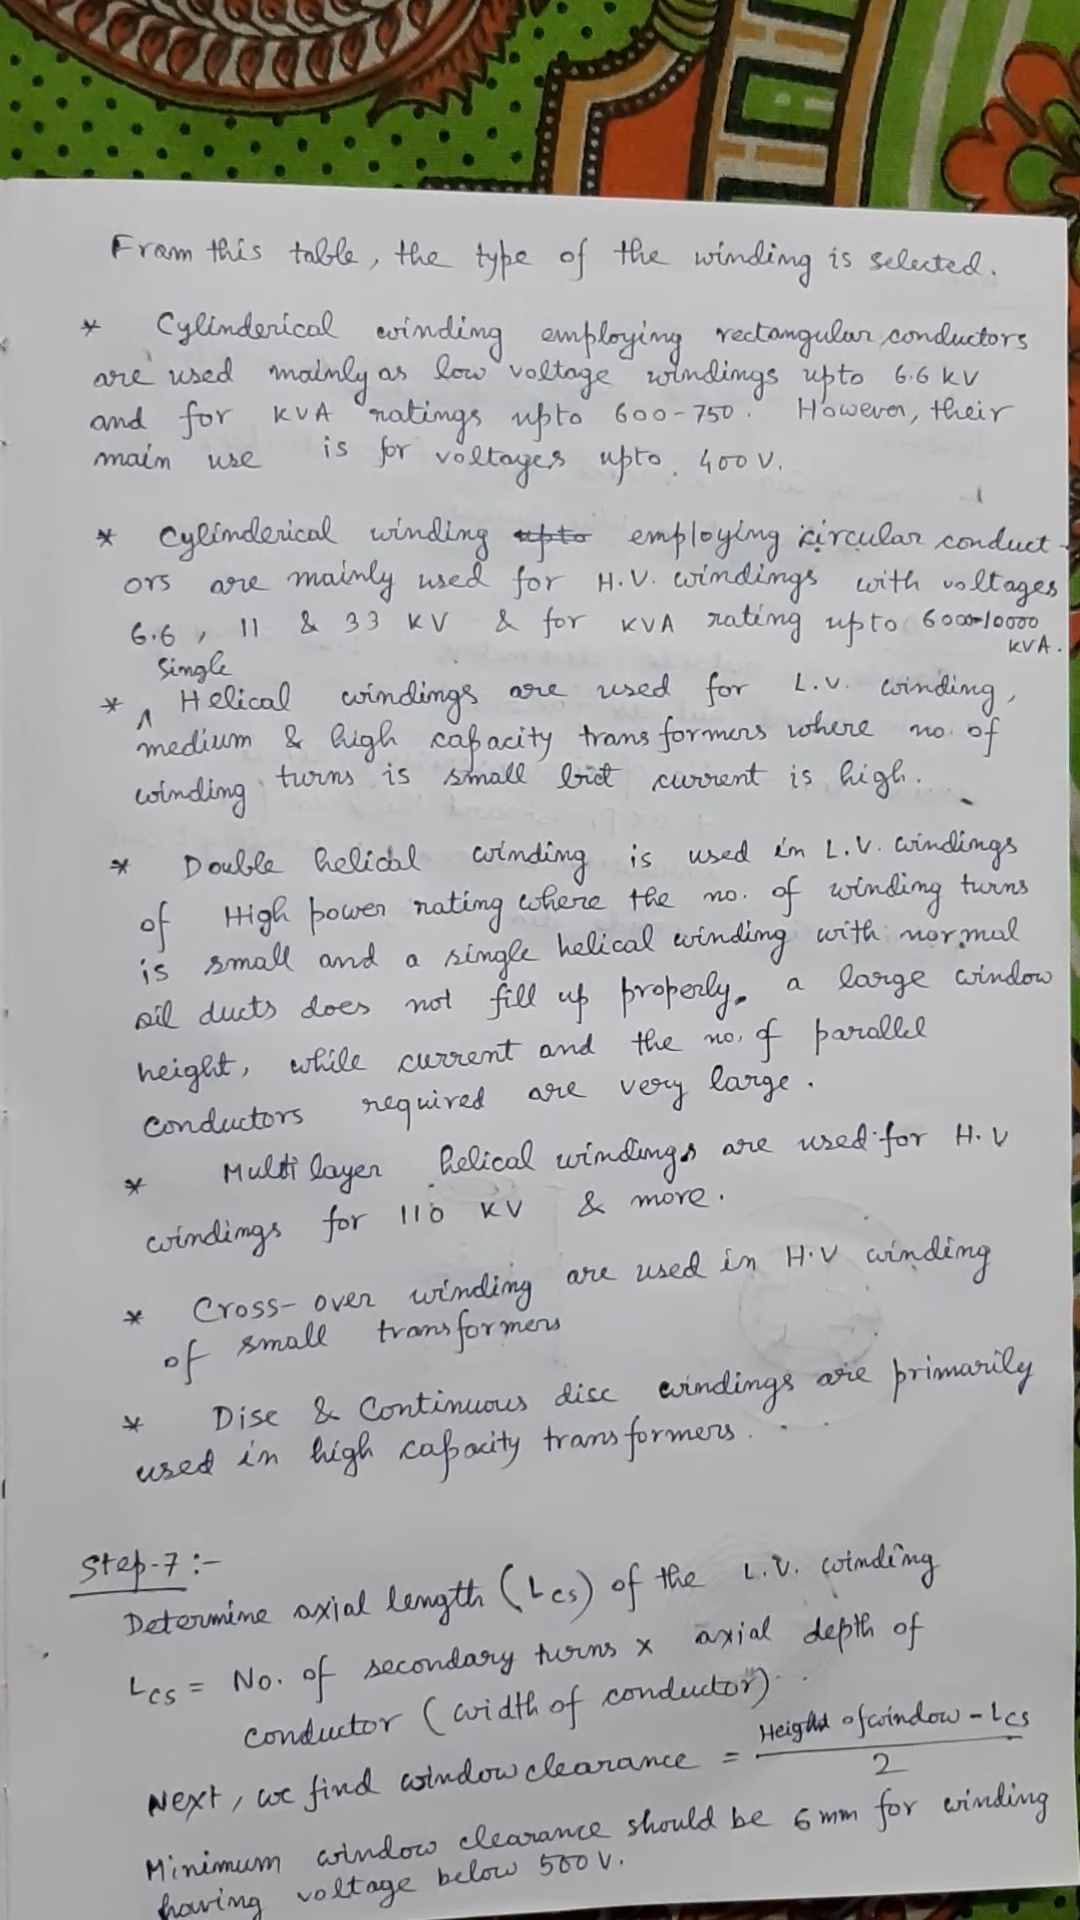 From this table, the type of the winding is selected.
* Cylinderical winding employing rectangular conductors
are used mainly as low voltage windings upto 6.6 kV
and for KVA ratings upto 600-750. However, their
main use is for voltages upto 400 V.
* Cylinderical winding upto employing circular conduct-
ors are mainly used for H.V. windings with voltages
6.6, 11 & 33 KV & for KVA rating upto 6000-10000
KVA.
Single
* ^ Helical windings are used for L.V. winding,
medium & high capacity transformers where no. of
winding turns is small but current is high.
* Double helical winding is used in L.V. windings
of High power rating where the no. of winding turns
is small and a single helical winding with normal
oil ducts does not fill up properly. a large window
height, while current and the no. of parallel
conductors required are very large.
* Multi layer helical windings are used for H.V
windings for 110 KV & more.
* Cross-over winding are used in H.V winding
of small transformers
* Disc & Continuous disc windings are primarily
used in high capacity transformers.
Step-7 :-
Determine axial length (Lcs) of the L.V. winding
Lcs = No. of secondary turns x axial depth of
conductor (width of conductor).
Next, we find window clearance = Height of window - Lcs
2
Minimum window clearance should be 6 mm for winding
having voltage below 500 V.